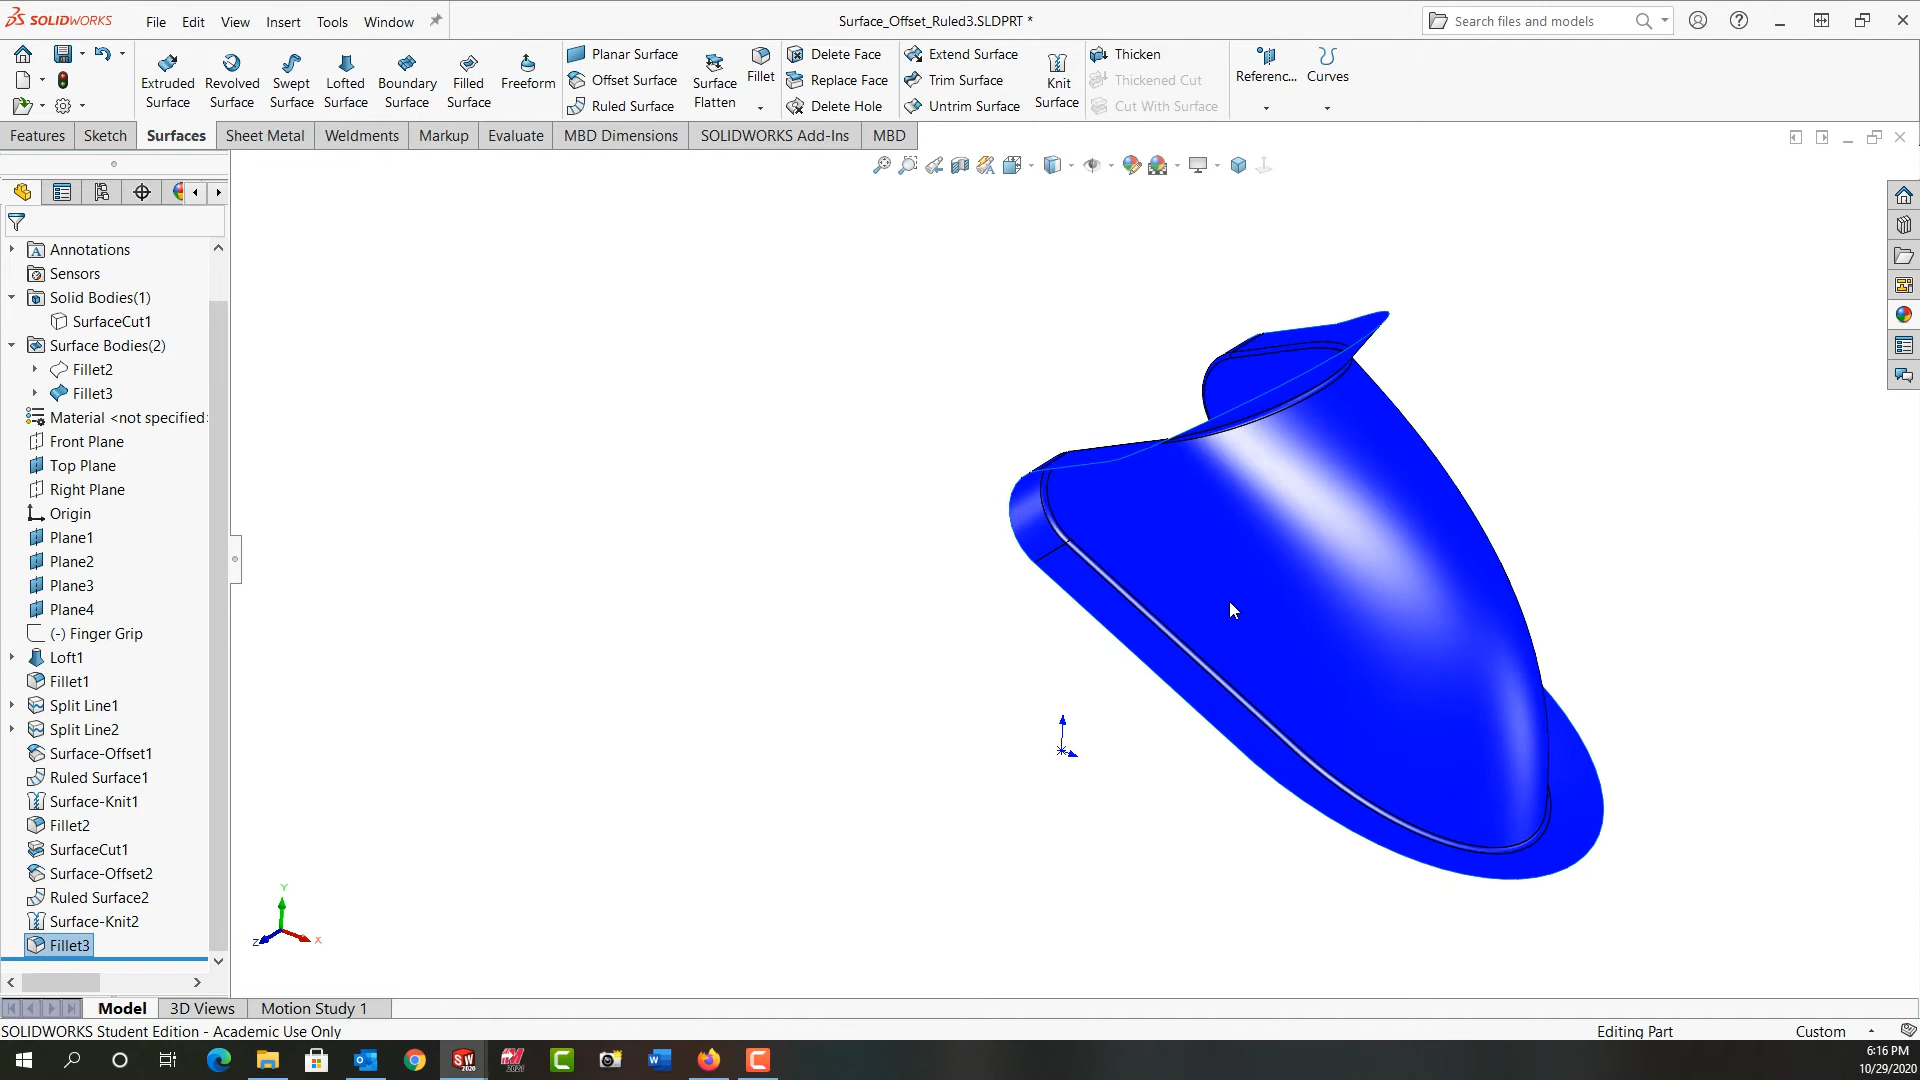 SOLIDWORKS File Edit View Insert Tools Window Surface_Offset_Ruled3.SLDPRT * Search files and models
Extruded Surface
Revolved Surface
Swept Surface
Lofted Surface
Boundary Surface
Filled Surface
Freeform
Planar Surface
Offset Surface
Ruled Surface
Surface Flatten
Fillet
Delete Face
Replace Face
Delete Hole
Extend Surface
Trim Surface
Untrim Surface
Knit Surface
Thicken
Thickened Cut
Cut With Surface
Referenc...
Curves
Features Sketch Surfaces Sheet Metal Weldments Markup Evaluate MBD Dimensions SOLIDWORKS Add-Ins MBD
Annotations
Sensors
Solid Bodies(1)
SurfaceCut1
Surface Bodies(2)
Fillet2
Fillet3
Material <not specified>
Front Plane
Top Plane
Right Plane
Origin
Plane1
Plane2
Plane3
Plane4
(-) Finger Grip
Loft1
Fillet1
Split Line1
Split Line2
Surface-Offset1
Ruled Surface1
Surface-Knit1
Fillet2
SurfaceCut1
Surface-Offset2
Ruled Surface2
Surface-Knit2
Fillet3
Y
Z
X
Model 3D Views Motion Study 1
SOLIDWORKS Student Edition - Academic Use Only Editing Part Custom
6:16 PM
10/29/2020